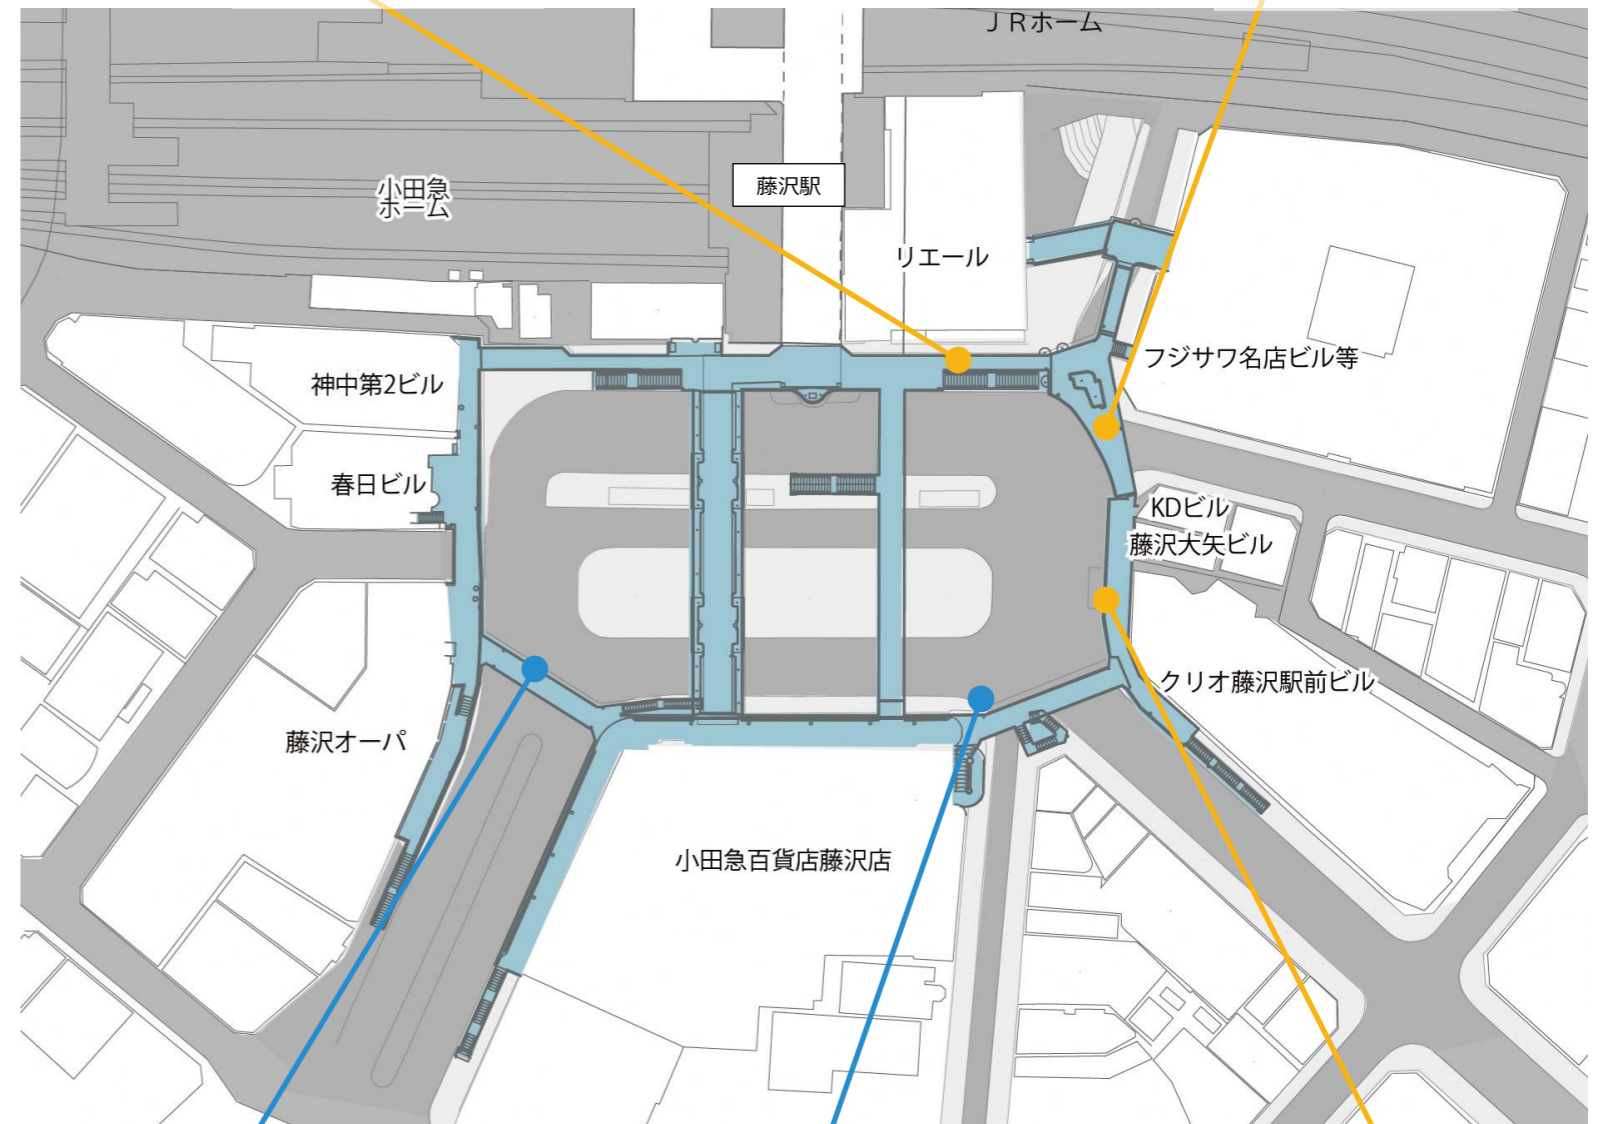 ＪＲホーム
小田急
ホーム
藤沢駅
リエール
フジサワ名店ビル等
神中第2ビル
春日ビル
KDビル
藤沢大矢ビル
クリオ藤沢駅前ビル
藤沢オーパ
小田急百貨店藤沢店